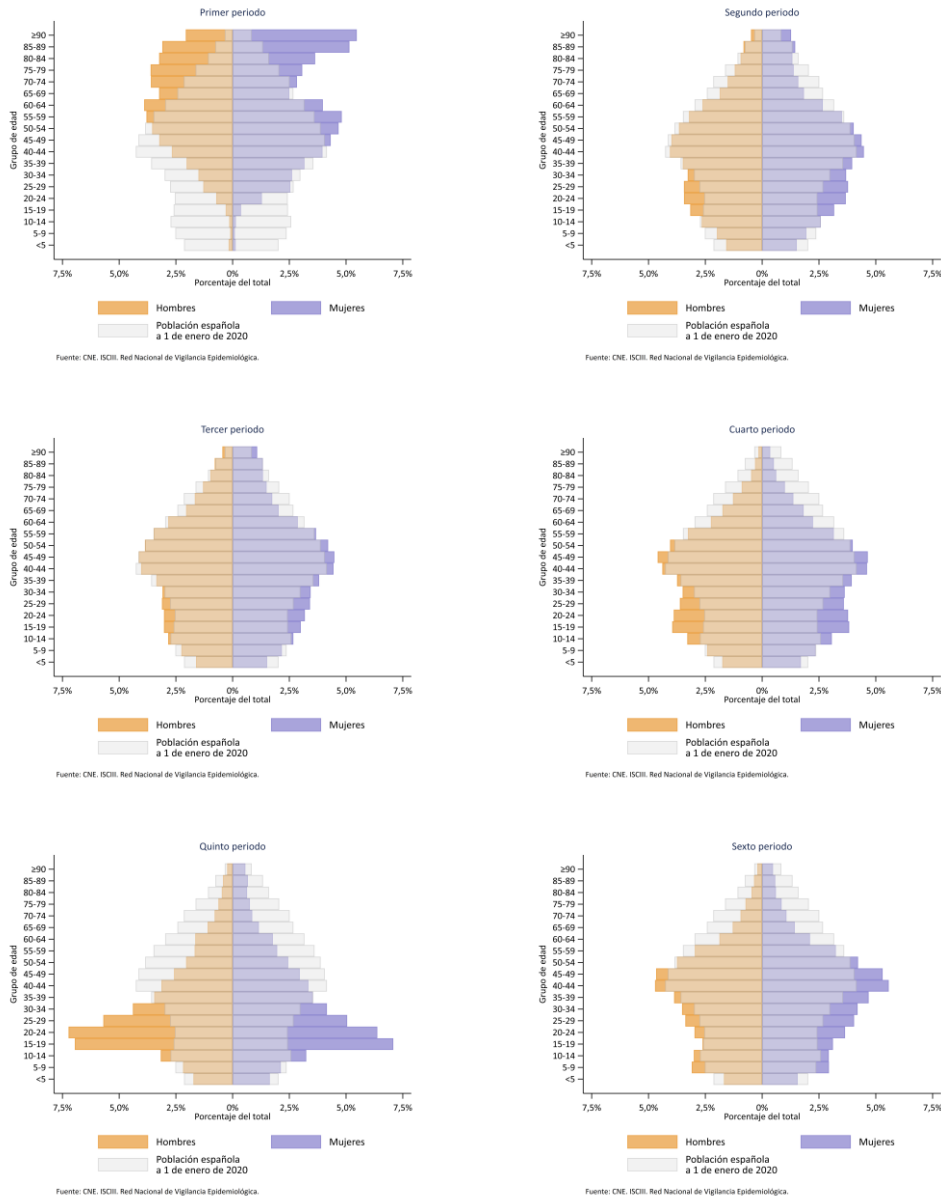 Primer periodo
Grupo de edad
≥90
85-89
80-84
75-79
70-74
65-69
60-64
55-59
50-54
45-49
40-44
35-39
30-34
25-29
20-24
15-19
10-14
5-9
<5
7,5% 5,0% 2,5% 0% 2,5% 5,0% 7,5%
Porcentaje del total
Hombres Mujeres
Población española
a 1 de enero de 2020
Fuente: CNE. ISCIII. Red Nacional de Vigilancia Epidemiológica.
Segundo periodo
Grupo de edad
≥90
85-89
80-84
75-79
70-74
65-69
60-64
55-59
50-54
45-49
40-44
35-39
30-34
25-29
20-24
15-19
10-14
5-9
<5
7,5% 5,0% 2,5% 0% 2,5% 5,0% 7,5%
Porcentaje del total
Hombres Mujeres
Población española
a 1 de enero de 2020
Fuente: CNE. ISCIII. Red Nacional de Vigilancia Epidemiológica.
Tercer periodo
Grupo de edad
≥90
85-89
80-84
75-79
70-74
65-69
60-64
55-59
50-54
45-49
40-44
35-39
30-34
25-29
20-24
15-19
10-14
5-9
<5
7,5% 5,0% 2,5% 0% 2,5% 5,0% 7,5%
Porcentaje del total
Hombres Mujeres
Población española
a 1 de enero de 2020
Fuente: CNE. ISCIII. Red Nacional de Vigilancia Epidemiológica.
Cuarto periodo
Grupo de edad
≥90
85-89
80-84
75-79
70-74
65-69
60-64
55-59
50-54
45-49
40-44
35-39
30-34
25-29
20-24
15-19
10-14
5-9
<5
7,5% 5,0% 2,5% 0% 2,5% 5,0% 7,5%
Porcentaje del total
Hombres Mujeres
Población española
a 1 de enero de 2020
Fuente: CNE. ISCIII. Red Nacional de Vigilancia Epidemiológica.
Quinto periodo
Grupo de edad
≥90
85-89
80-84
75-79
70-74
65-69
60-64
55-59
50-54
45-49
40-44
35-39
30-34
25-29
20-24
15-19
10-14
5-9
<5
7,5% 5,0% 2,5% 0% 2,5% 5,0% 7,5%
Porcentaje del total
Hombres Mujeres
Población española
a 1 de enero de 2020
Fuente: CNE. ISCIII. Red Nacional de Vigilancia Epidemiológica.
Sexto periodo
Grupo de edad
≥90
85-89
80-84
75-79
70-74
65-69
60-64
55-59
50-54
45-49
40-44
35-39
30-34
25-29
20-24
15-19
10-14
5-9
<5
7,5% 5,0% 2,5% 0% 2,5% 5,0% 7,5%
Porcentaje del total
Hombres Mujeres
Población española
a 1 de enero de 2020
Fuente: CNE. ISCIII. Red Nacional de Vigilancia Epidemiológica.